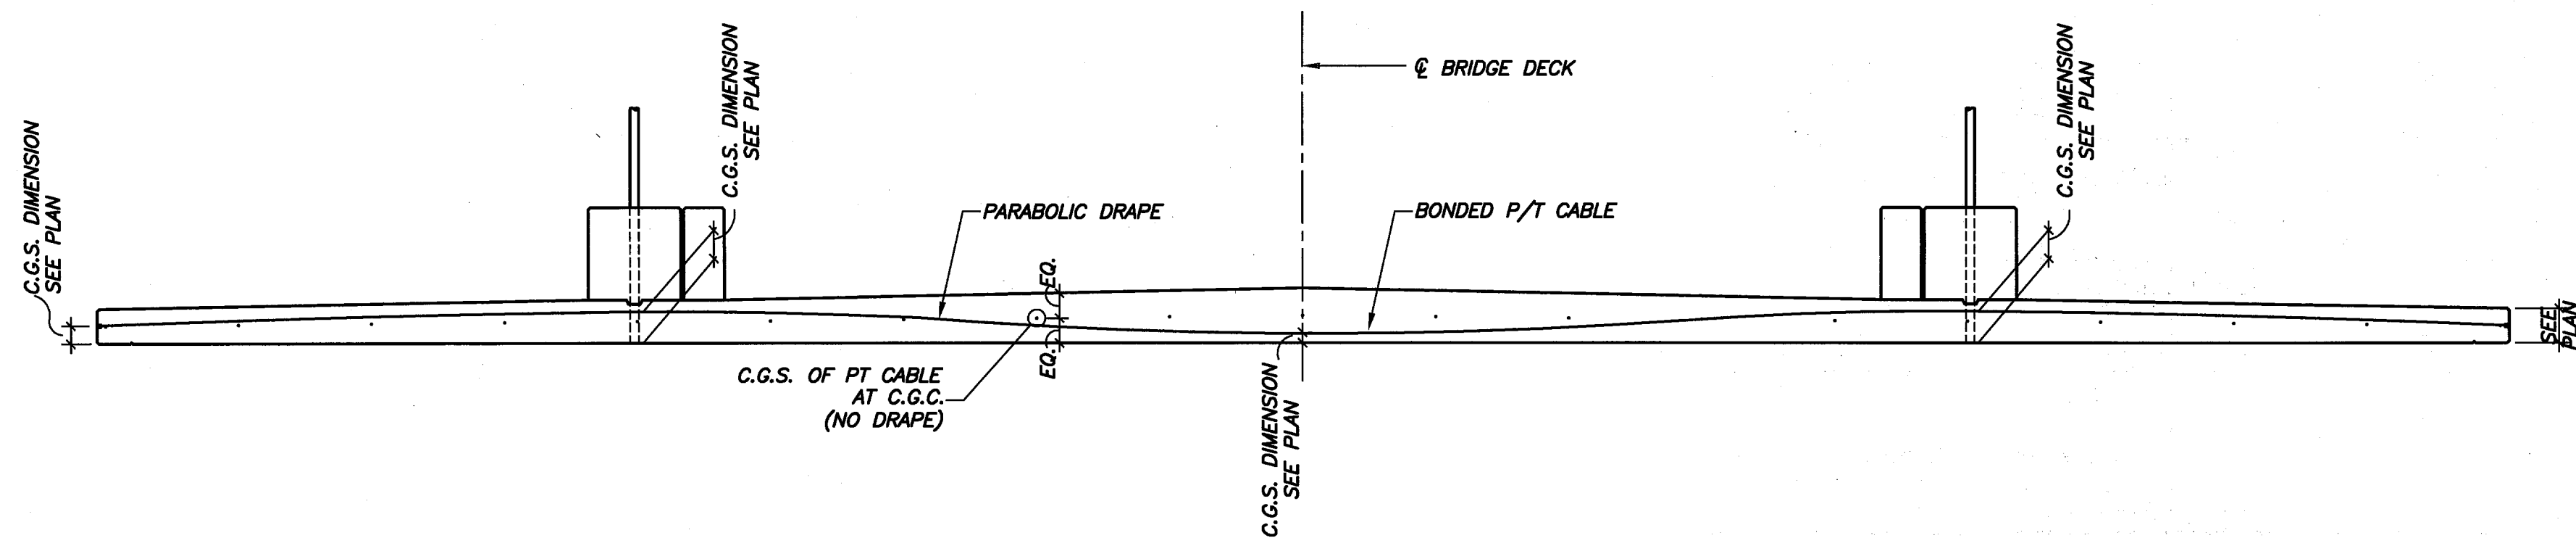 ℄ BRIDGE DECK
C.G.S. DIMENSION
SEE PLAN
C.G.S. DIMENSION
SEE PLAN
C.G.S. DIMENSION
SEE PLAN
PARABOLIC DRAPE
BONDED P/T CABLE
EQ.
EQ.
SEE
PLAN
C.G.S. OF PT CABLE
AT C.G.C.
(NO DRAPE)
C.G.S. DIMENSION
SEE PLAN